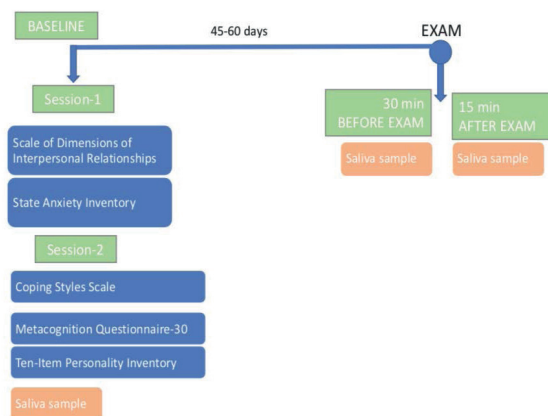 BASELINE
45-60 days
EXAM
Session-1
30 min
BEFORE EXAM
15 min
AFTER EXAM
Scale of Dimensions of
Interpersonal Relationships
Saliva sample
Saliva sample
State Anxiety Inventory
Session-2
Coping Styles Scale
Metacognition Questionnaire-30
Ten-Item Personality Inventory
Saliva sample